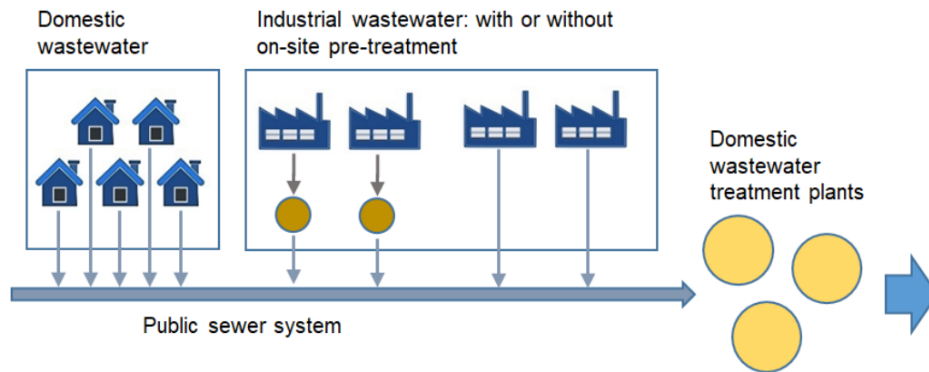 Domestic
wastewater
Industrial wastewater: with or without
on-site pre-treatment
Domestic
wastewater
treatment plants
Public sewer system